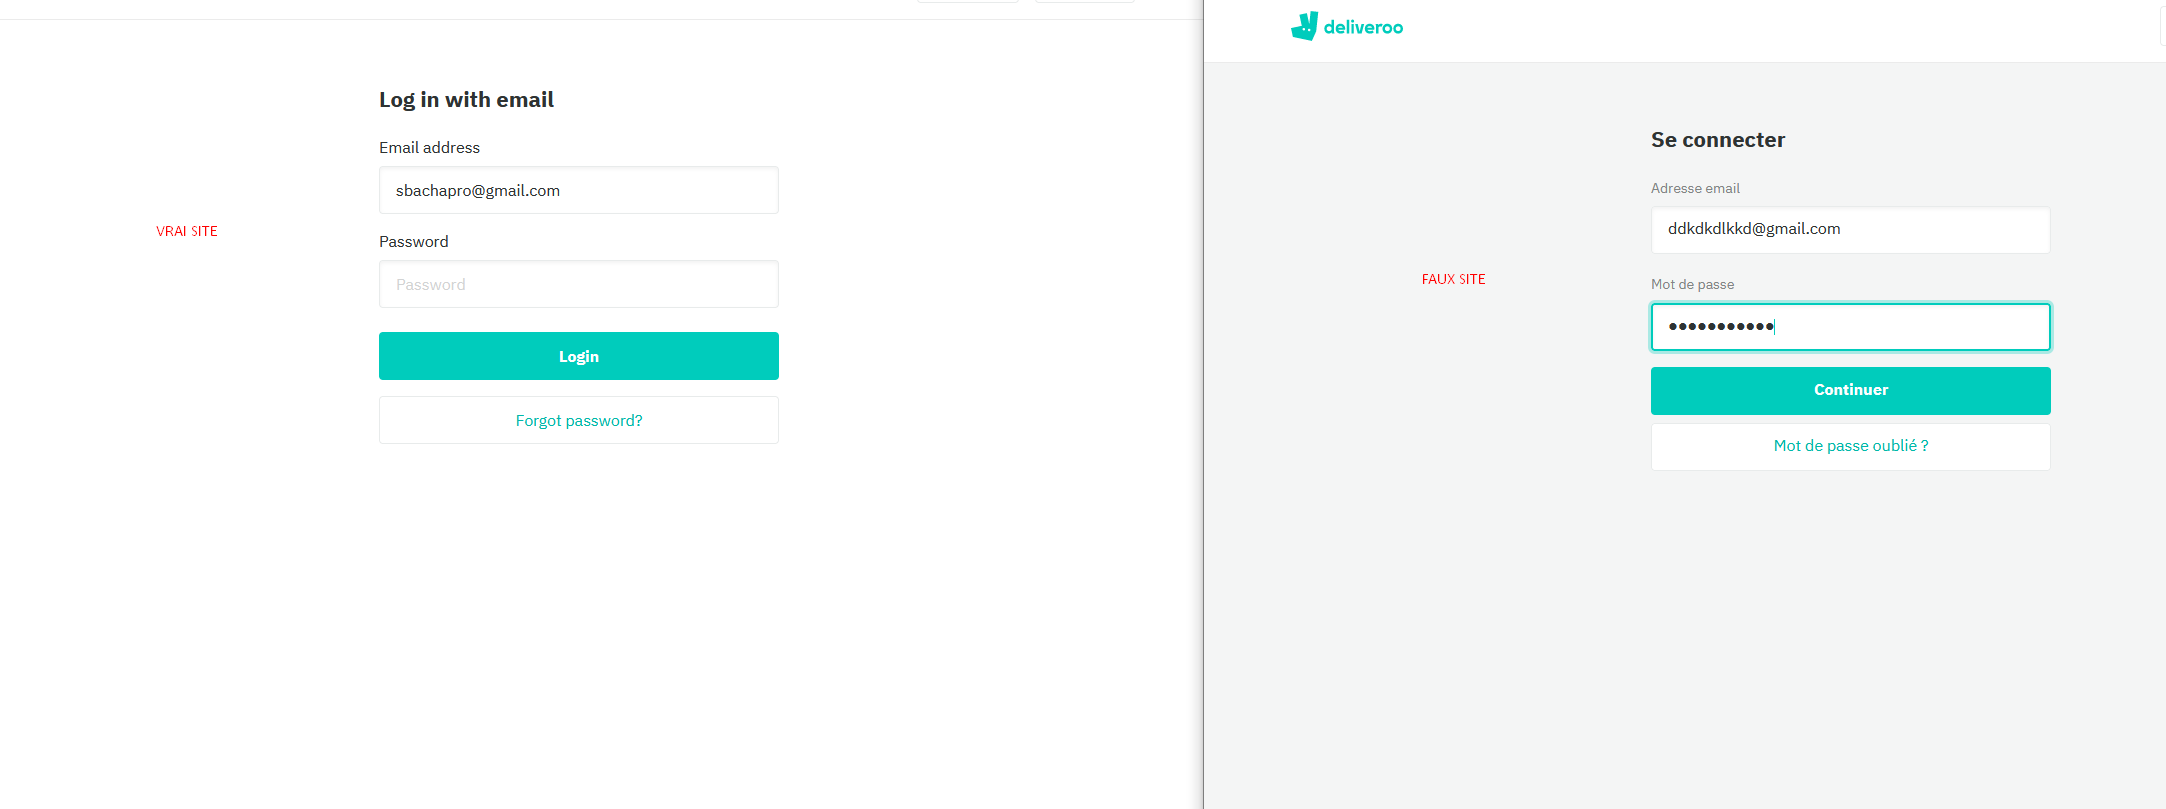 Log in with email
Email address
sbachapro@gmail.com
VRAI SITE
Password
Password
Login
Forgot password?
deliveroo
Se connecter
Adresse email
ddkdkdlkkd@gmail.com
FAUX SITE
Mot de passe
•••••••••••
Continuer
Mot de passe oublié ?